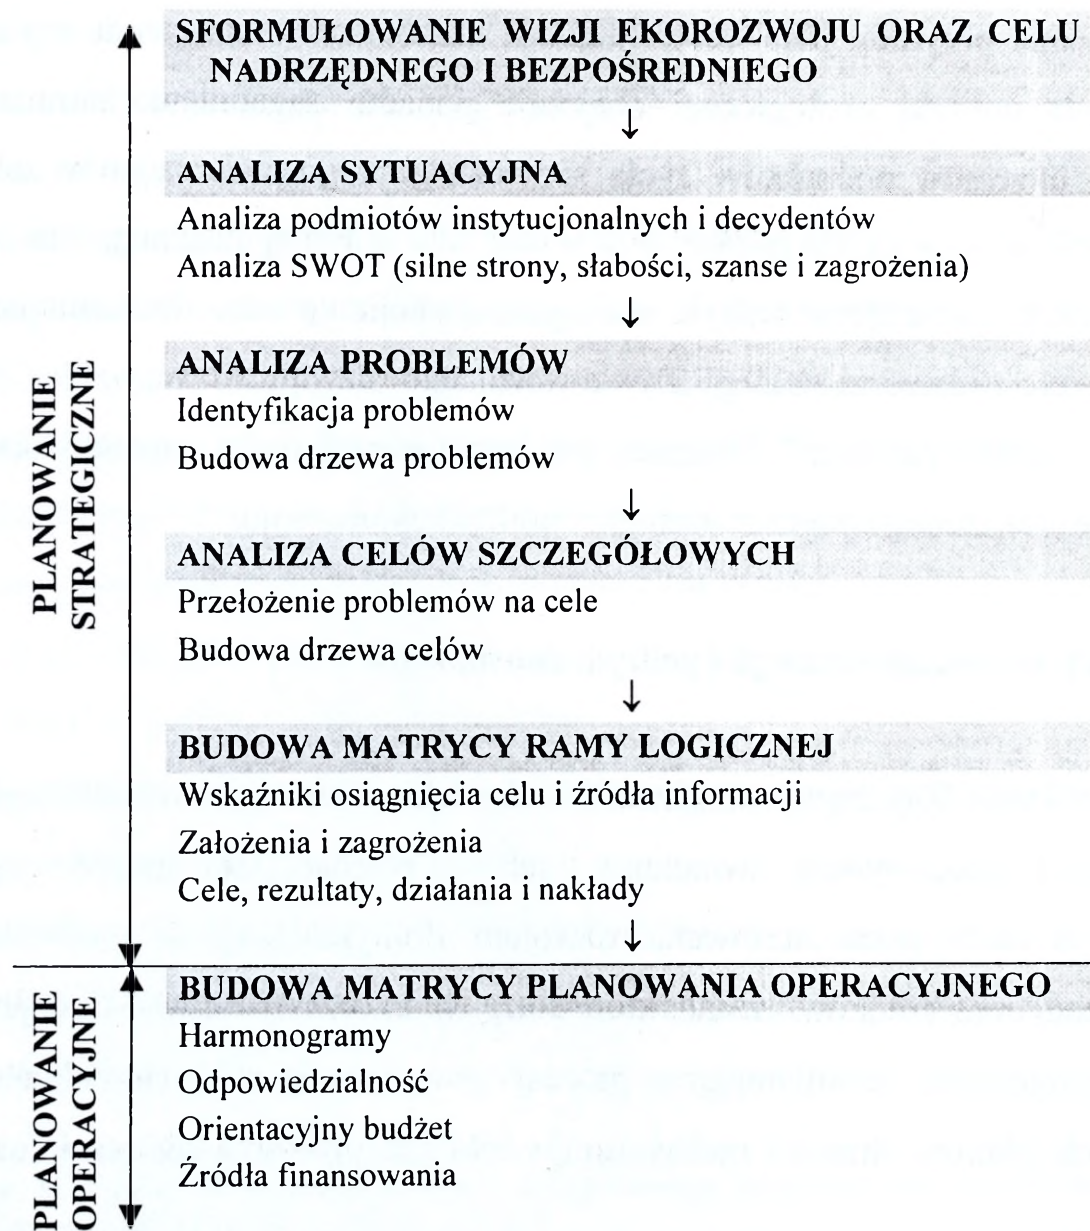 SFORMUŁOWANIE WIZJI EKOROZWOJU ORAZ CELU
NADRZĘDNEGO I BEZPOŚREDNIEGO
↓
ANALIZA SYTUACYJNA
Analiza podmiotów instytucjonalnych i decydentów
Analiza SWOT (silne strony, słabości, szanse i zagrożenia)
↓
ANALIZA PROBLEMÓW
Identyfikacja problemów
Budowa drzewa problemów
↓
ANALIZA CELÓW SZCZEGÓŁOWYCH
Przełożenie problemów na cele
Budowa drzewa celów
↓
BUDOWA MATRYCY RAMY LOGICZNEJ
Wskaźniki osiągnięcia celu i źródła informacji
Założenia i zagrożenia
Cele, rezultaty, działania i nakłady
↓
PLANOWANIE
STRATEGICZNE
BUDOWA MATRYCY PLANOWANIA OPERACYJNEGO
Harmonogramy
Odpowiedzialność
Orientacyjny budżet
Źródła finansowania
PLANOWANIE
OPERACYJNE